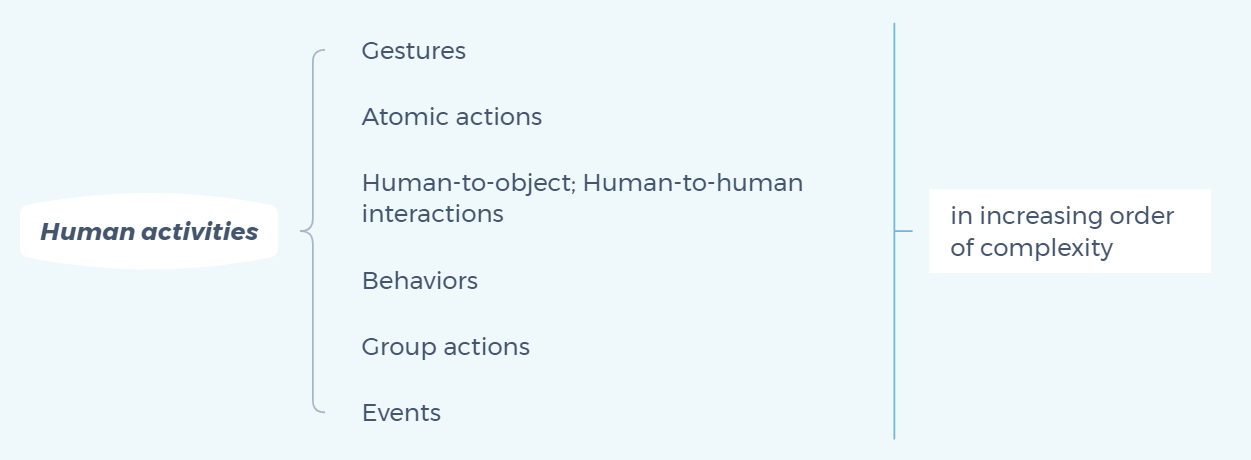 Gestures
Atomic actions
Human-to-object; Human-to-human
interactions
Human activities
Behaviors
Group actions
Events
in increasing order
of complexity